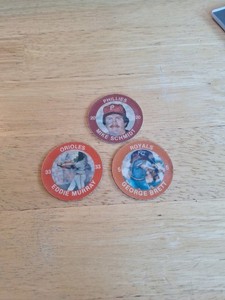 PHILLIES
MIKE SCHMIDT
ORIOLES
EDDIE MURRAY
ROYALS
GEORGE BRETT